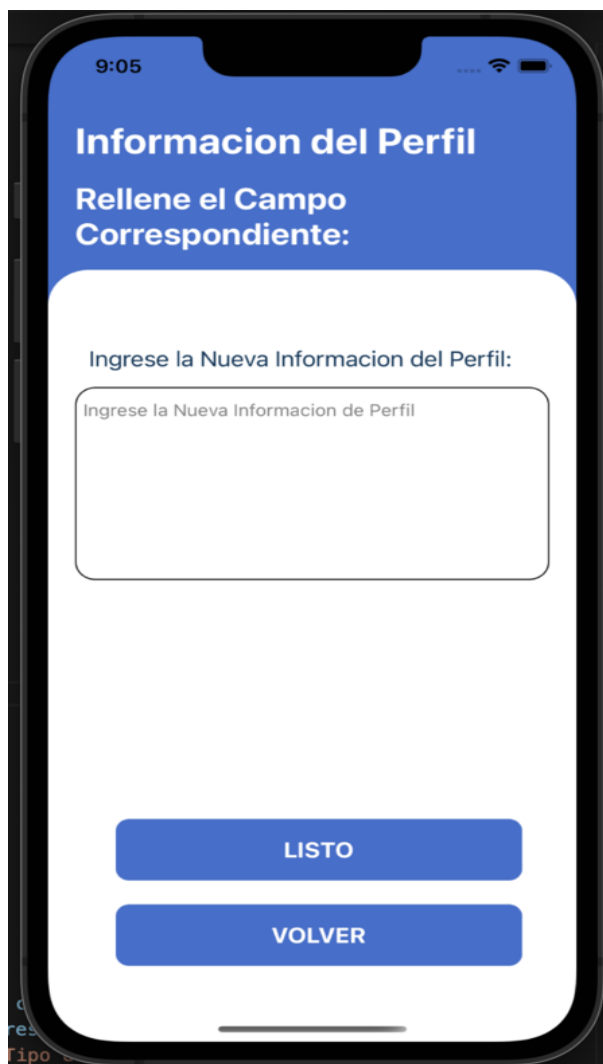 9:05
Informacion del Perfil
Rellene el Campo
Correspondiente:
Ingrese la Nueva Informacion del Perfil:
Ingrese la Nueva Informacion de Perfil
LISTO
VOLVER
res
Tipo